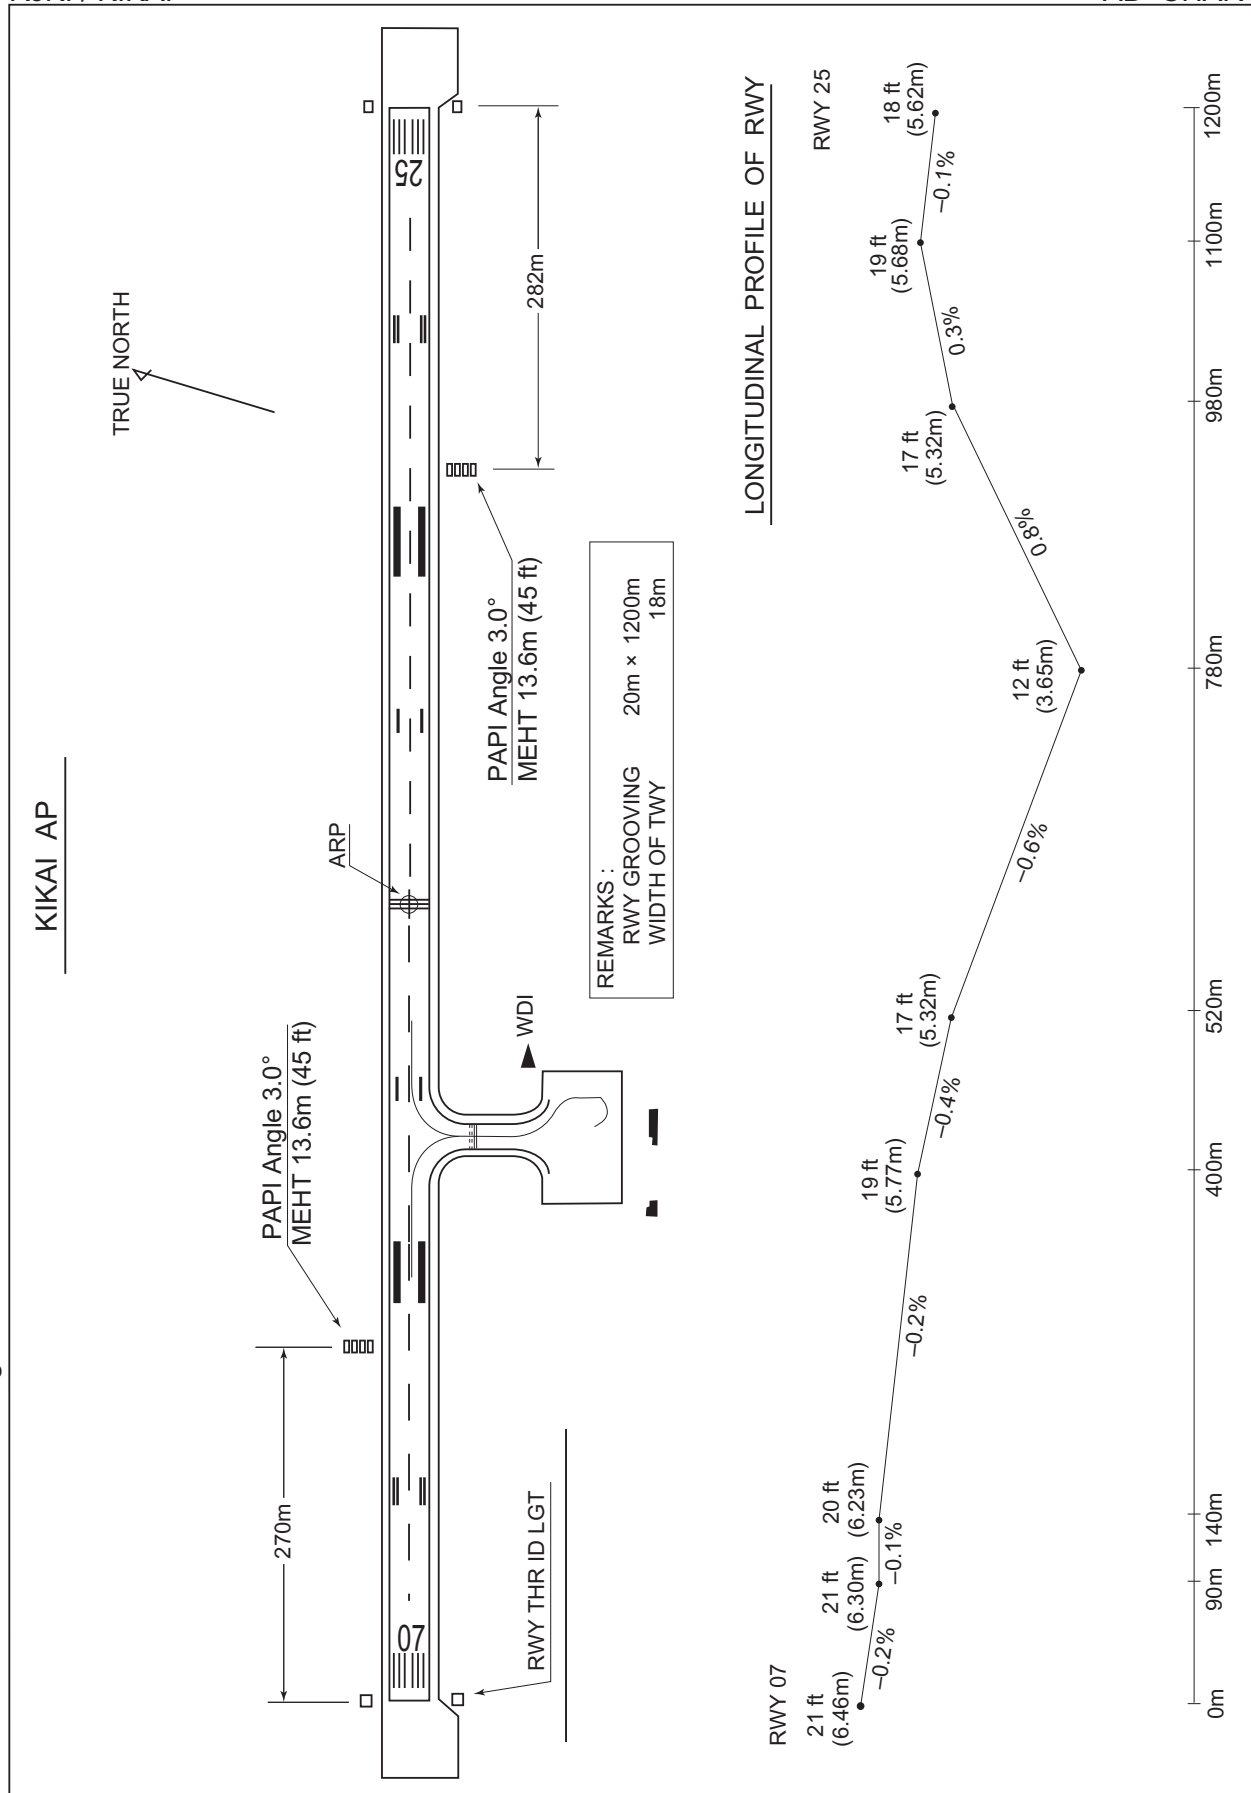 KIKAI AP
TRUE NORTH
PAPI Angle 3.0°
MEHT 13.6m (45 ft)
270m
ARP
25
07
282m
PAPI Angle 3.0°
MEHT 13.6m (45 ft)
WDI
RWY THR ID LGT
REMARKS :
RWY GROOVING 20m × 1200m
WIDTH OF TWY 18m
LONGITUDINAL PROFILE OF RWY
RWY 07
RWY 25
21 ft
(6.46m)
21 ft
(6.30m)
20 ft
(6.23m)
19 ft
(5.77m)
17 ft
(5.32m)
12 ft
(3.65m)
17 ft
(5.32m)
19 ft
(5.68m)
18 ft
(5.62m)
–0.2%
–0.1%
–0.2%
–0.4%
–0.6%
0.8%
0.3%
–0.1%
0m
90m
140m
400m
520m
780m
980m
1100m
1200m